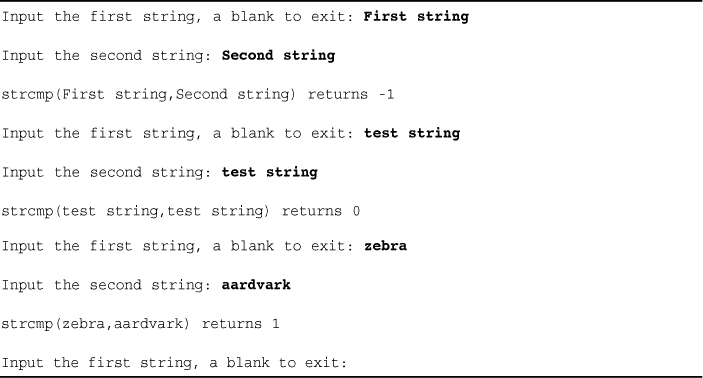 Input the first string, a blank to exit: First string
Input the second string: Second string
strcmp(First string,Second string) returns -1
Input the first string, a blank to exit: test string
Input the second string: test string
strcmp(test string,test string) returns 0
Input the first string, a blank to exit: zebra
Input the second string: aardvark
strcmp(zebra,aardvark) returns 1
Input the first string, a blank to exit: